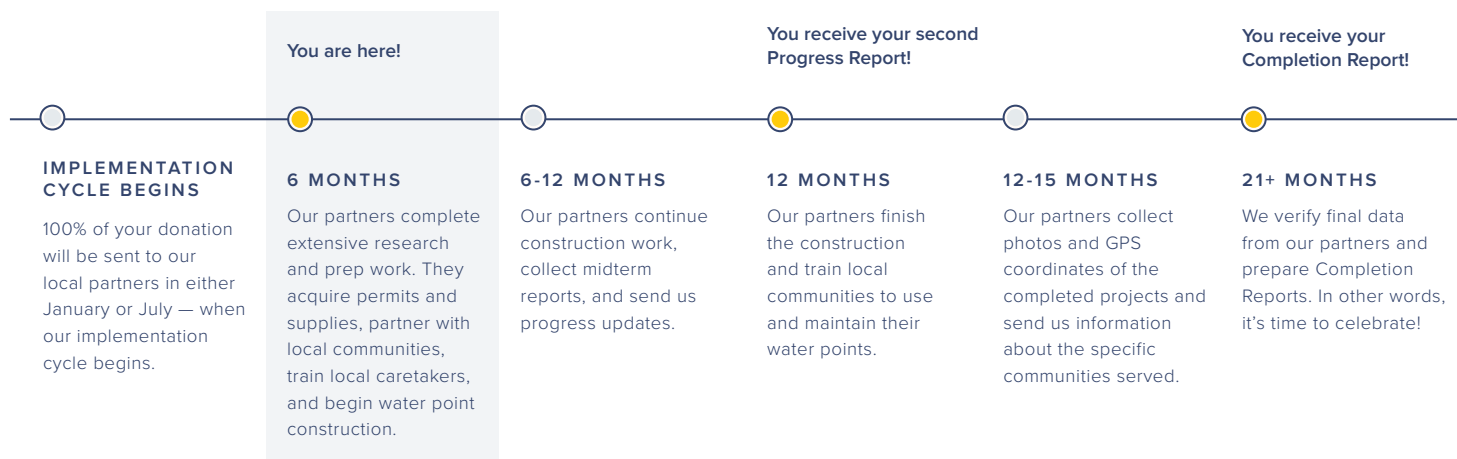 You are here!
You receive your second
Progress Report!
You receive your
Completion Report!
IMPLEMENTATION
CYCLE BEGINS
100% of your donation
will be sent to our
local partners in either
January or July — when
our implementation
cycle begins.
6 MONTHS
Our partners complete
extensive research
and prep work. They
acquire permits and
supplies, partner with
local communities,
train local caretakers,
and begin water point
construction.
6-12 MONTHS
Our partners continue
construction work,
collect midterm
reports, and send us
progress updates.
12 MONTHS
Our partners finish
the construction
and train local
communities to use
and maintain their
water points.
12-15 MONTHS
Our partners collect
photos and GPS
coordinates of the
completed projects and
send us information
about the specific
communities served.
21+ MONTHS
We verify final data
from our partners and
prepare Completion
Reports. In other words,
it’s time to celebrate!